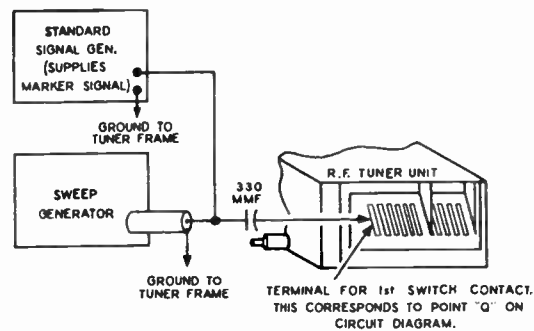 STANDARD
SIGNAL GEN.
(SUPPLIES
MARKER SIGNAL)
GROUND TO
TUNER FRAME
SWEEP
GENERATOR
GROUND TO
TUNER FRAME
330
MMF
R.F. TUNER UNIT
TERMINAL FOR 1st SWITCH CONTACT.
THIS CORRESPONDS TO POINT "Q" ON
CIRCUIT DIAGRAM.